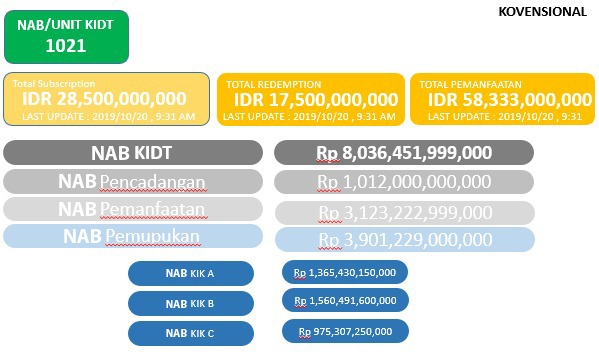 KOVENSIONAL
NAB/UNIT KIDT
1021
Total Subscription
IDR 28,500,000,000
LAST UPDATE : 2019/10/20 , 9:31 AM
TOTAL REDEMPTION
IDR 17,500,000,000
LAST UPDATE : 2019/10/20 , 9:31 AM
TOTAL PEMANFAATAN
IDR 58,333,000,000
LAST UPDATE : 2019/10/20 , 9:31
NAB KIDT Rp 8,036,451,999,000
NAB Pencadangan Rp 1,012,000,000,000
NAB Pemanfaatan Rp 3,123,222,999,000
NAB Pemupukan Rp 3,901,229,000,000
NAB KIK A Rp 1,365,430,150,000
NAB KIK B Rp 1,560,491,600,000
NAB KIK C Rp 975,307,250,000